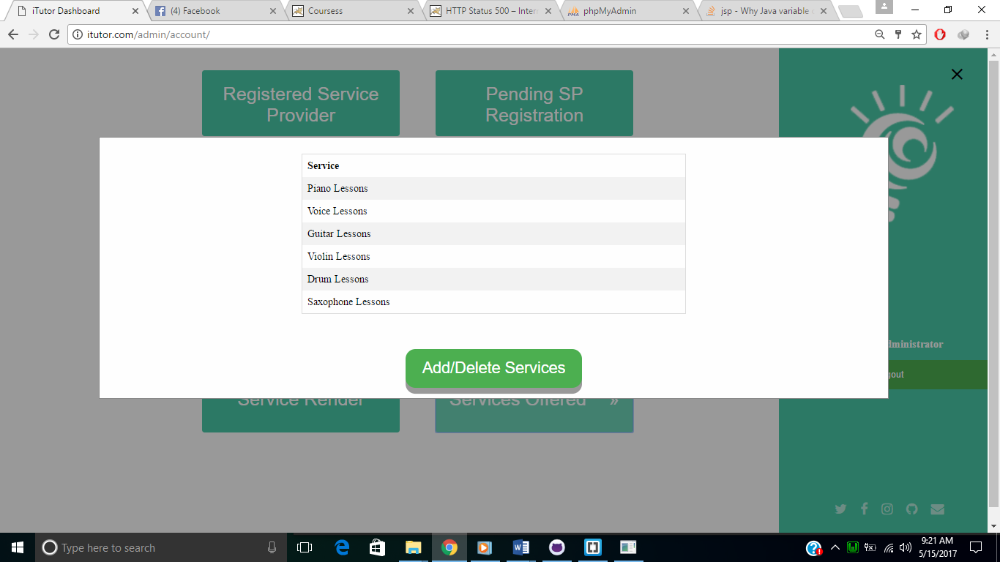 iTutor Dashboard
(4) Facebook
Coursess
HTTP Status 500 – Inter
phpMyAdmin
jsp - Why Java variable
itutor.com/admin/account/
Registered Service
Provider
Pending SP
Registration
Service
Piano Lessons
Voice Lessons
Guitar Lessons
Violin Lessons
Drum Lessons
Saxophone Lessons
Add/Delete Services
Service Render
Services Offered »
dministrator
gout
Type here to search
9:21 AM
5/15/2017